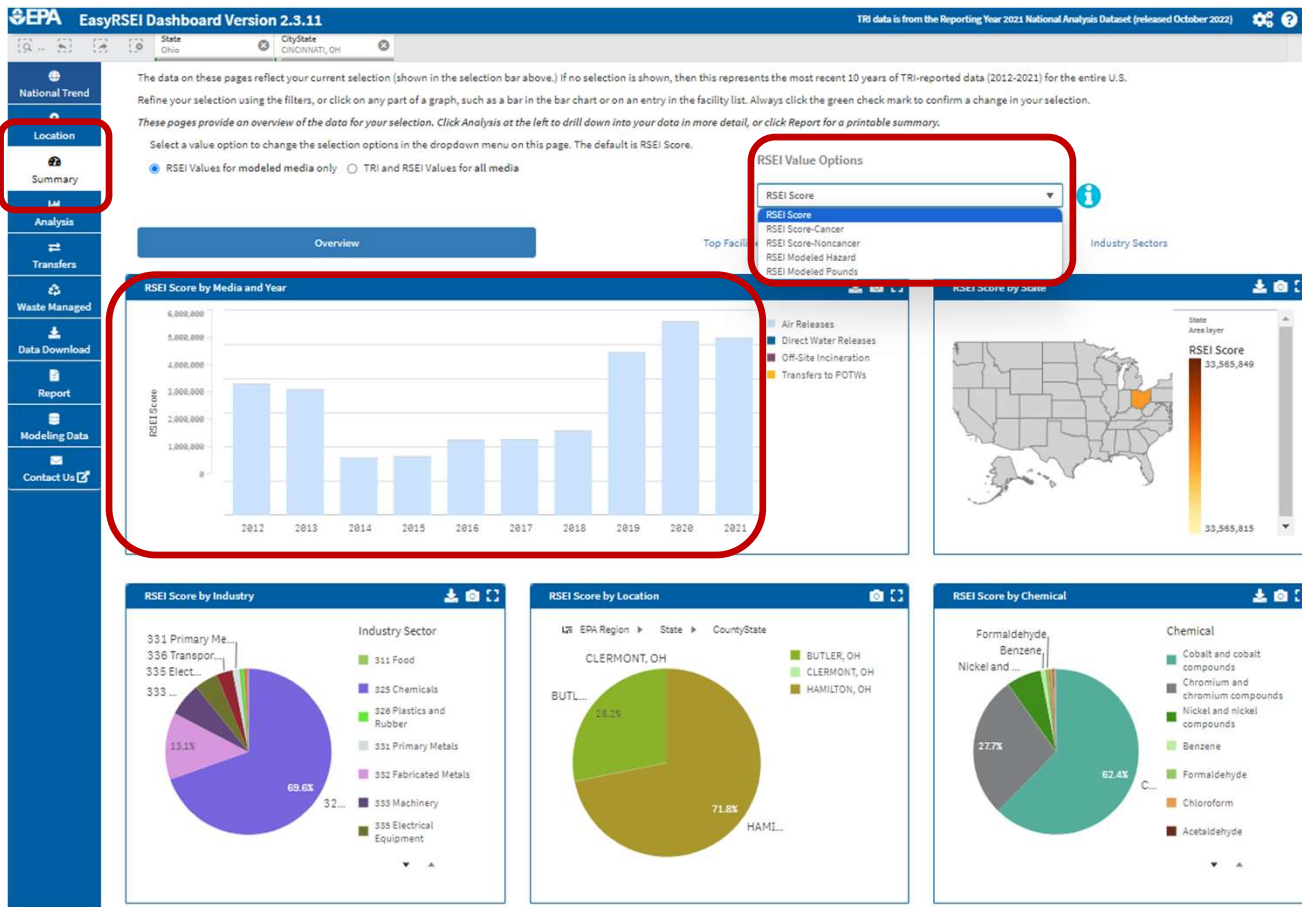 EPA EasyRSEI Dashboard Version 2.3.11
TRI data is from the Reporting Year 2021 National Analysis Dataset (released October 2022)
State
Ohio
CityState
CINCINNATI, OH
National Trend
Location
Summary
Analysis
Transfers
Waste Managed
Data Download
Report
Modeling Data
Contact Us
The data on these pages reflect your current selection (shown in the selection bar above.) If no selection is shown, then this represents the most recent 10 years of TRI-reported data (2012-2021) for the entire U.S.
Refine your selection using the filters, or click on any part of a graph, such as a bar in the bar chart or on an entry in the facility list. Always click the green check mark to confirm a change in your selection.
These pages provide an overview of the data for your selection. Click Analysis at the left to drill down into your data in more detail, or click Report for a printable summary.
Select a value option to change the selection options in the dropdown menu on this page. The default is RSEI Score.
RSEI Values for modeled media only
TRI and RSEI Values for all media
RSEI Value Options
RSEI Score
RSEI Score
RSEI Score-Cancer
RSEI Score-Noncancer
RSEI Modeled Hazard
RSEI Modeled Pounds
Overview
Top Facili
Industry Sectors
RSEI Score by Media and Year
6,000,000
5,000,000
4,000,000
3,000,000
2,000,000
1,000,000
0
RSEI Score
2012 2013 2014 2015 2016 2017 2018 2019 2020 2021
Air Releases
Direct Water Releases
Off-Site Incineration
Transfers to POTWs
RSEI Score by State
State
Area layer
RSEI Score
33,565,849
33,565,815
RSEI Score by Industry
331 Primary Me...
336 Transpor...
335 Elect...
333 ...
13.1%
69.6%
32...
Industry Sector
311 Food
325 Chemicals
326 Plastics and
Rubber
331 Primary Metals
332 Fabricated Metals
333 Machinery
335 Electrical
Equipment
RSEI Score by Location
EPA Region State CountyState
CLERMONT, OH
BUTL...
28.2%
71.8%
HAMI...
BUTLER, OH
CLERMONT, OH
HAMILTON, OH
RSEI Score by Chemical
Formaldehyde
Benzene
Nickel and ...
27.7%
62.4%
C...
Chemical
Cobalt and cobalt
compounds
Chromium and
chromium compounds
Nickel and nickel
compounds
Benzene
Formaldehyde
Chloroform
Acetaldehyde